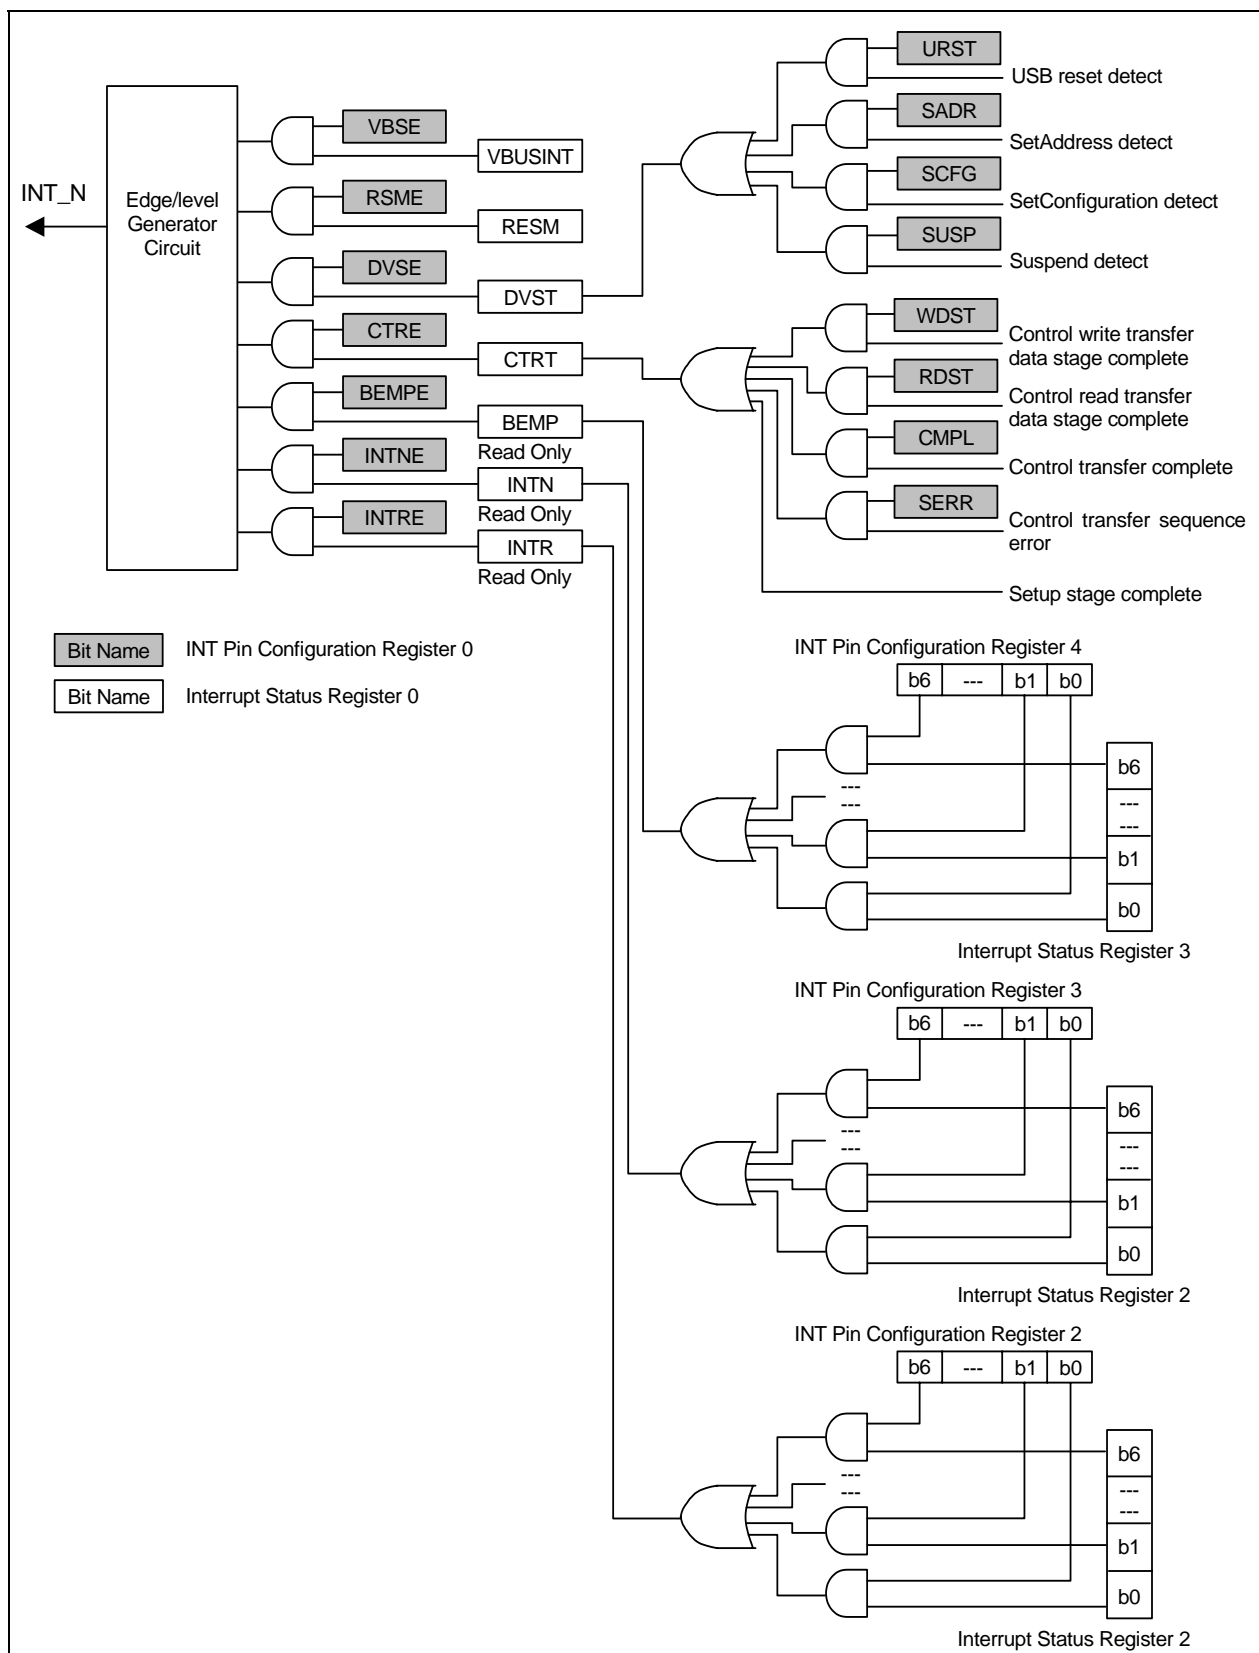 INT_N
Edge/level
Generator
Circuit
VBSE
VBUSINT
RSME
RESM
DVSE
DVST
CTRE
CTRT
BEMPE
BEMP
Read Only
INTNE
INTN
Read Only
INTRE
INTR
Read Only
URST
USB reset detect
SADR
SetAddress detect
SCFG
SetConfiguration detect
SUSP
Suspend detect
WDST
Control write transfer
data stage complete
RDST
Control read transfer
data stage complete
CMPL
Control transfer complete
SERR
Control transfer sequence
error
Setup stage complete
Bit Name INT Pin Configuration Register 0
Bit Name Interrupt Status Register 0
INT Pin Configuration Register 4
b6 --- b1 b0
b6
---
---
---
---
b1
b0
Interrupt Status Register 3
INT Pin Configuration Register 3
b6 --- b1 b0
b6
---
---
---
---
b1
b0
Interrupt Status Register 2
INT Pin Configuration Register 2
b6 --- b1 b0
b6
---
---
---
---
b1
b0
Interrupt Status Register 2